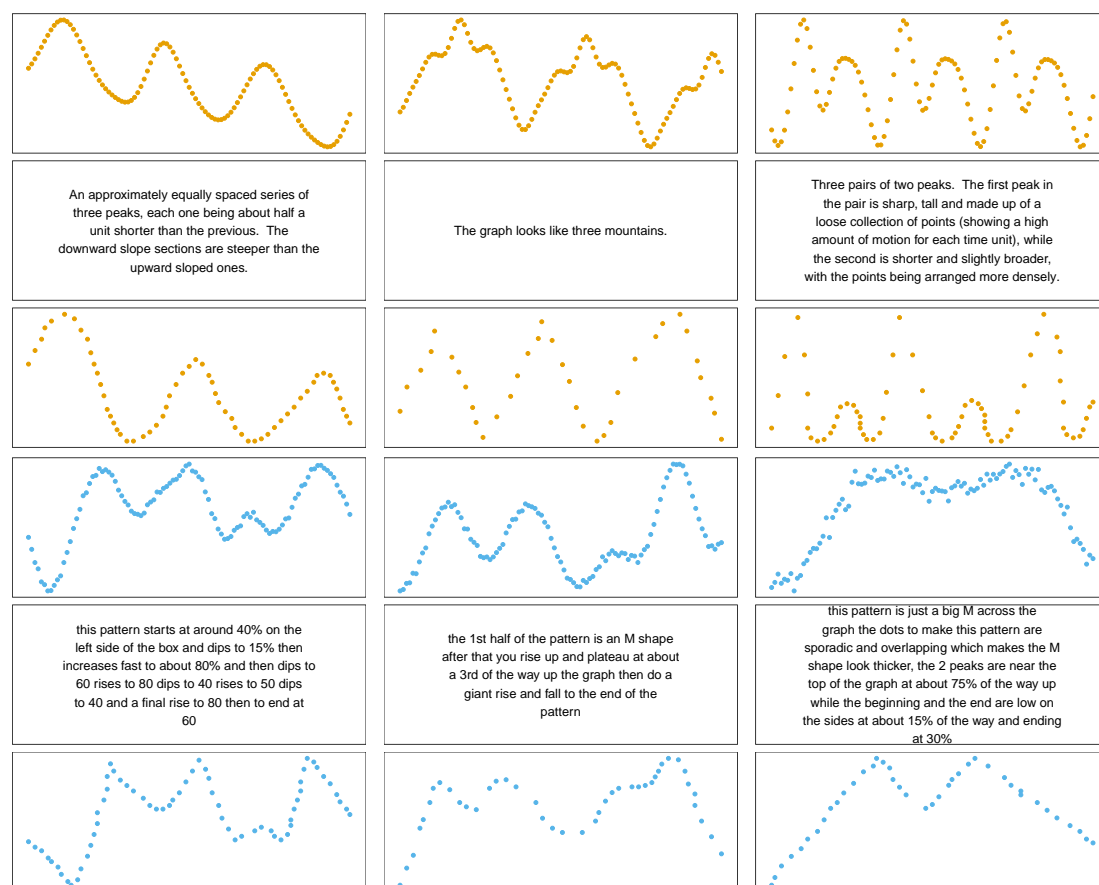 An approximately equally spaced series of
three peaks, each one being about half a
unit shorter than the previous.  The
downward slope sections are steeper than the
upward sloped ones.
The graph looks like three mountains.
Three pairs of two peaks.  The first peak in
the pair is sharp, tall and made up of a
loose collection of points (showing a high
amount of motion for each time unit), while
the second is shorter and slightly broader,
with the points being arranged more densely.
this pattern starts at around 40% on the
left side of the box and dips to 15% then
increases fast to about 80% and then dips to
60 rises to 80 dips to 40 rises to 50 dips
to 40 and a final rise to 80 then to end at
60
the 1st half of the pattern is an M shape
after that you rise up and plateau at about
a 3rd of the way up the graph then do a
giant rise and fall to the end of the
pattern
this pattern is just a big M across the
graph the dots to make this pattern are
sporadic and overlapping which makes the M
shape look thicker, the 2 peaks are near the
top of the graph at about 75% of the way up
while the beginning and the end are low on
the sides at about 15% of the way and ending
at 30%